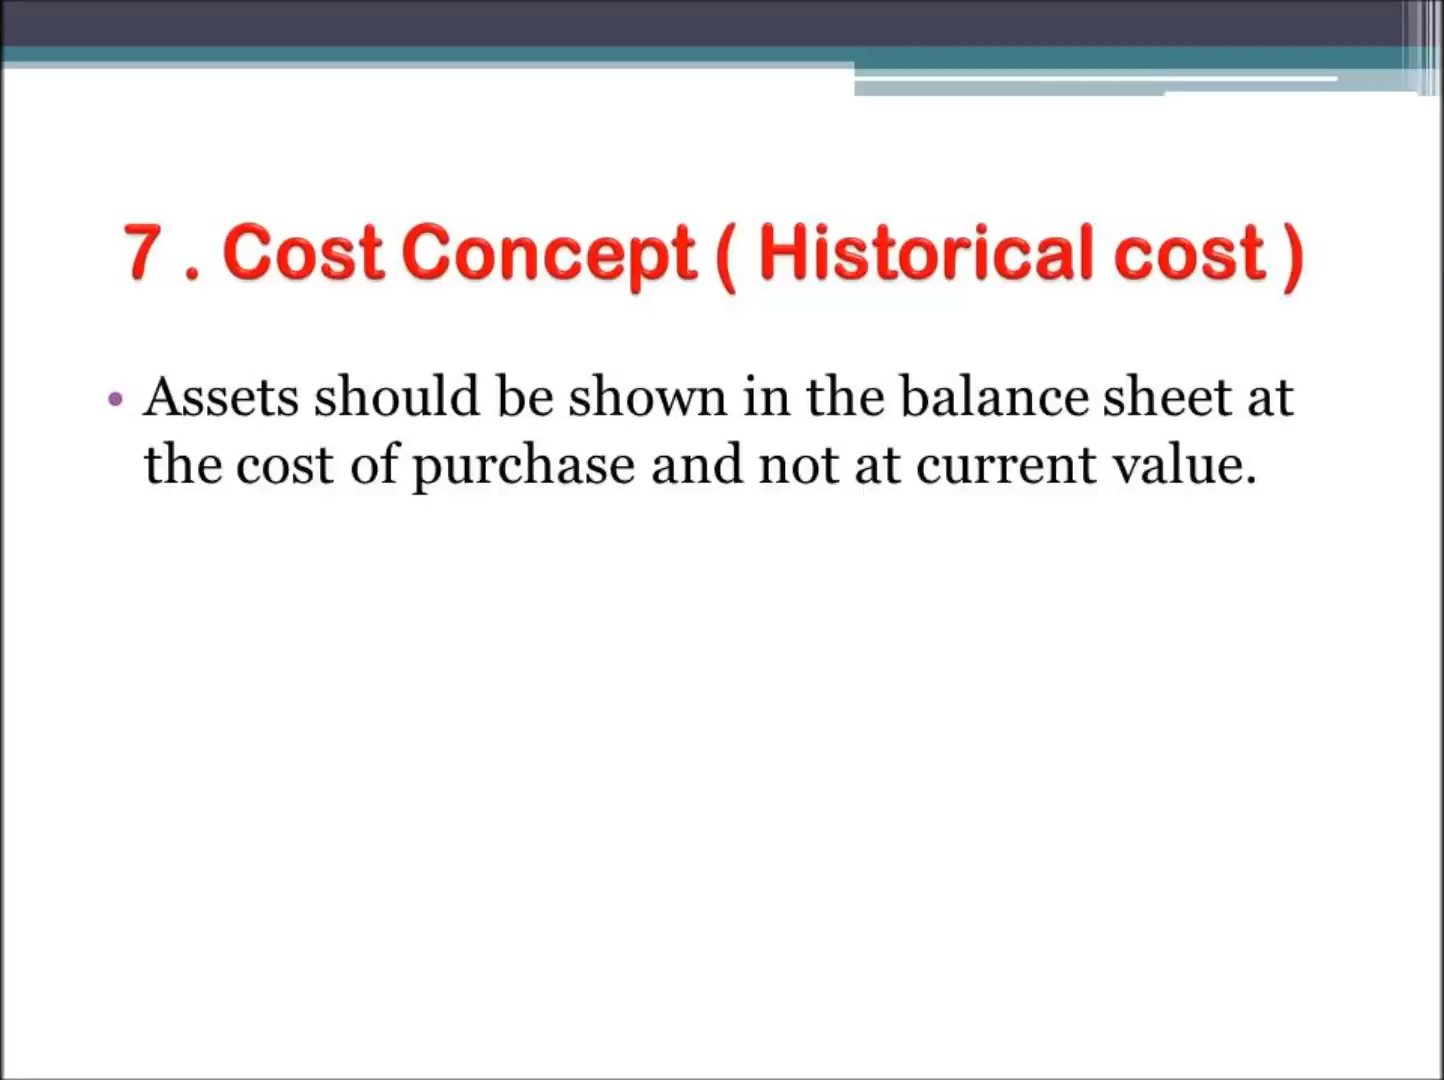 7 . Cost Concept ( Historical cost )
• Assets should be shown in the balance sheet at
the cost of purchase and not at current value.